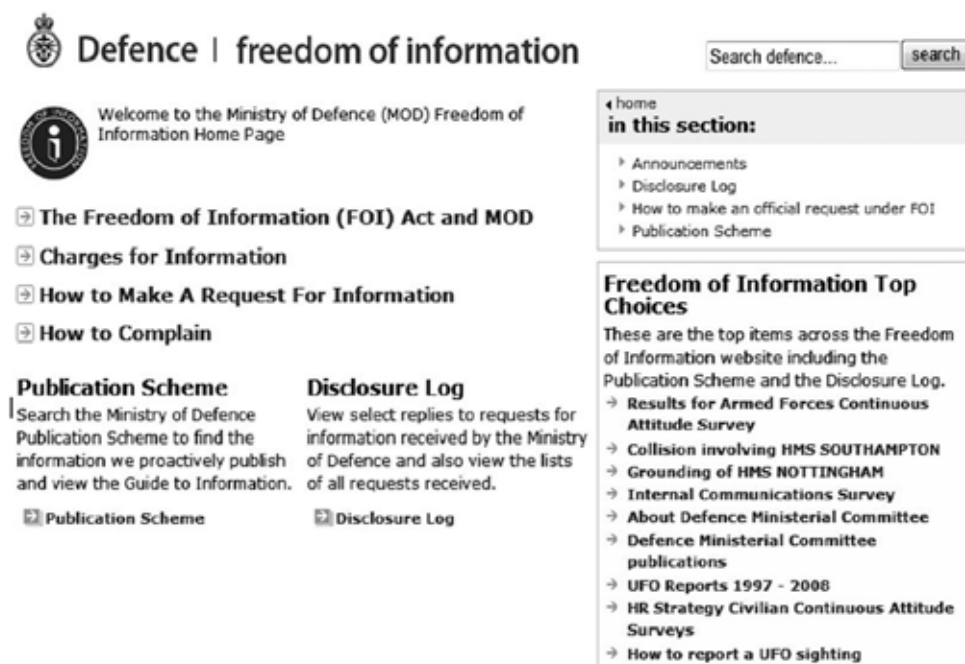 Defence | freedom of information
Search defence...
search
FREEDOM OF INFORMATION
i
Welcome to the Ministry of Defence (MOD) Freedom of
Information Home Page
The Freedom of Information (FOI) Act and MOD
Charges for Information
How to Make A Request For Information
How to Complain
Publication Scheme
Search the Ministry of Defence
Publication Scheme to find the
information we proactively publish
and view the Guide to Information.
Publication Scheme
Disclosure Log
View select replies to requests for
information received by the Ministry
of Defence and also view the lists
of all requests received.
Disclosure Log
home
in this section:
Announcements
Disclosure Log
How to make an official request under FOI
Publication Scheme
Freedom of Information Top
Choices
These are the top items across the Freedom
of Information website including the
Publication Scheme and the Disclosure Log.
Results for Armed Forces Continuous
Attitude Survey
Collision involving HMS SOUTHAMPTON
Grounding of HMS NOTTINGHAM
Internal Communications Survey
About Defence Ministerial Committee
Defence Ministerial Committee
publications
UFO Reports 1997 - 2008
HR Strategy Civilian Continuous Attitude
Surveys
How to report a UFO sighting